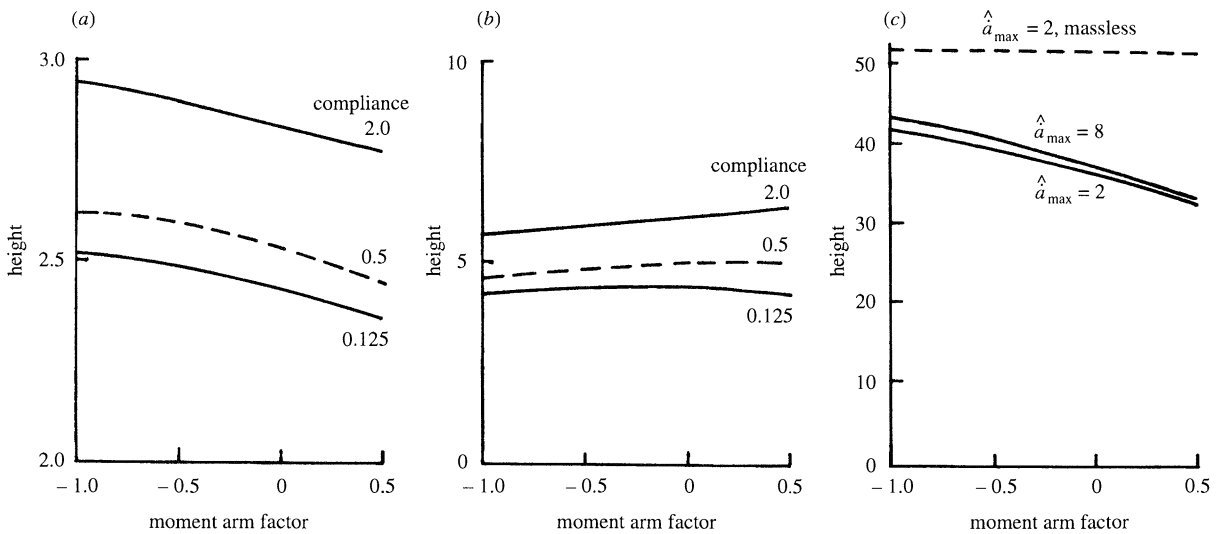 (a)
3.0
2.5
2.0
height
compliance
2.0
0.5
0.125
– 1.0
– 0.5
0
0.5
moment arm factor
(b)
10
5
0
height
compliance
2.0
0.5
0.125
– 1.0
– 0.5
0
0.5
moment arm factor
(c)
50
40
30
20
10
0
height
â̇max = 2, massless
â̇max = 8
â̇max = 2
– 1.0
– 0.5
0
0.5
moment arm factor